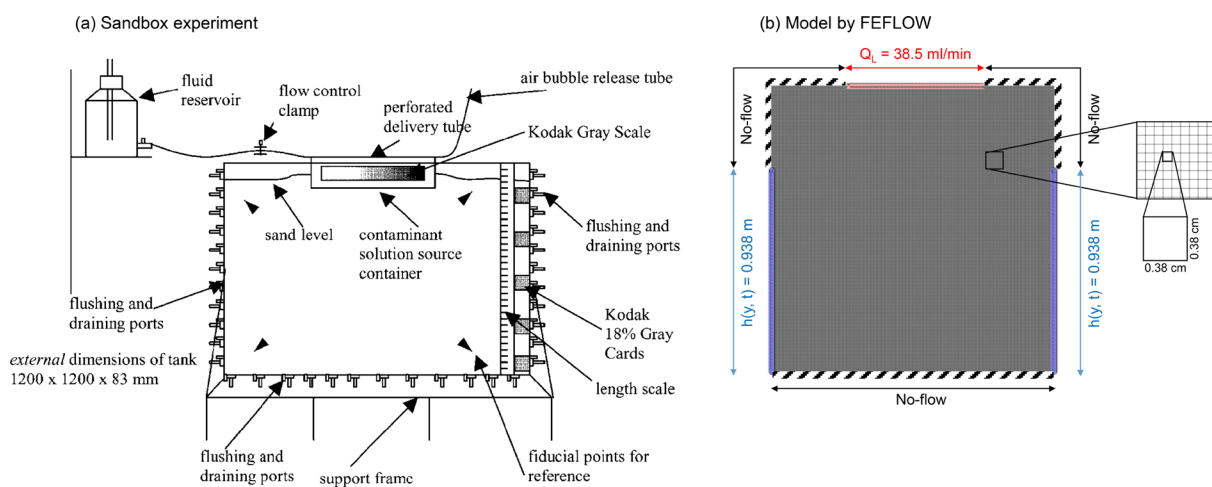 (a) Sandbox experiment
fluid
reservoir
flow control
clamp
perforated
delivery tube
air bubble release tube
Kodak Gray Scale
sand level
contaminant
solution source
container
flushing and
draining ports
flushing and
draining ports
Kodak
18% Gray
Cards
external dimensions of tank
1200 x 1200 x 83 mm
length scale
flushing and
draining ports
support frame
fiducial points for
reference
(b) Model by FEFLOW
QL = 38.5 ml/min
No-flow
No-flow
h(y, t) = 0.938 m
h(y, t) = 0.938 m
0.38 cm
0.38 cm
No-flow